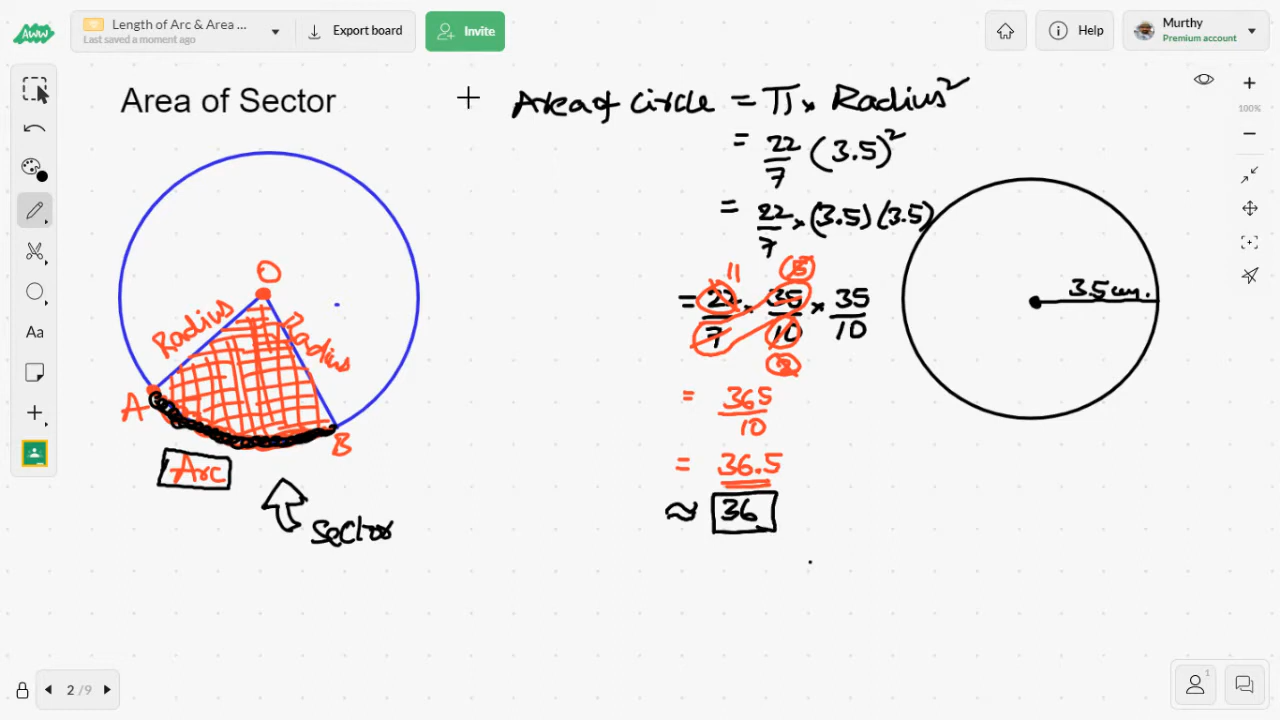 AWW
Length of Arc & Area ...
Last saved a moment ago
Export board
Invite
Help
Murthy
Premium account
100%
Area of Sector
Area of circle = π × Radius²
= 22/7 (3.5)²
= 22/7 × (3.5) (3.5)
= 22/7 × 35/10 × 35/10
11 5
2
= 365/10
= 36.5
≈ 36
3.5 cm.
O
Radius
Radius
A
B
Arc
Sector
Aa
2 / 9
1